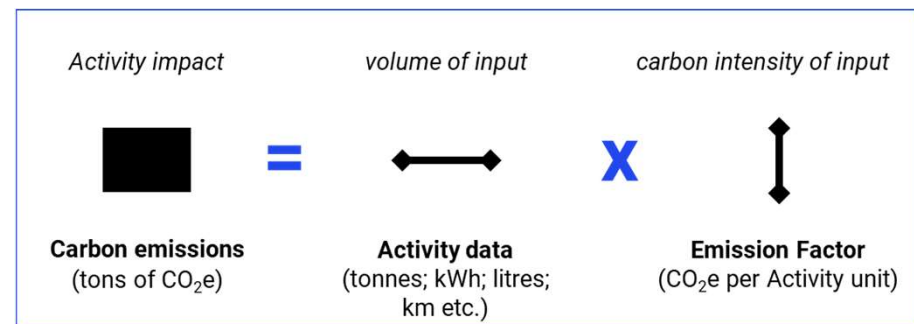 Activity impact
volume of input
carbon intensity of input
=
X
Carbon emissions
(tons of CO₂e)
Activity data
(tonnes; kWh; litres;
km etc.)
Emission Factor
(CO₂e per Activity unit)